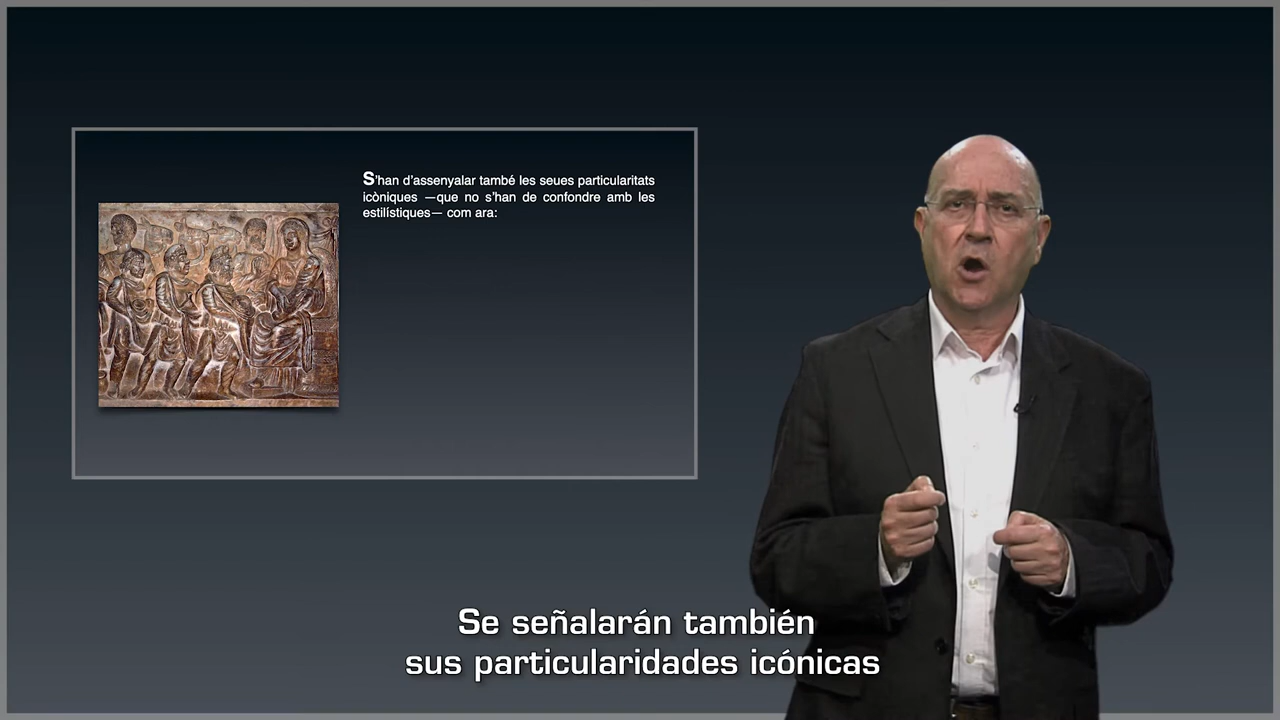 S'han d'assenyalar també les seues particularitats
icòniques —que no s'han de confondre amb les
estilístiques— com ara:
Se señalarán también
sus particularidades icónicas